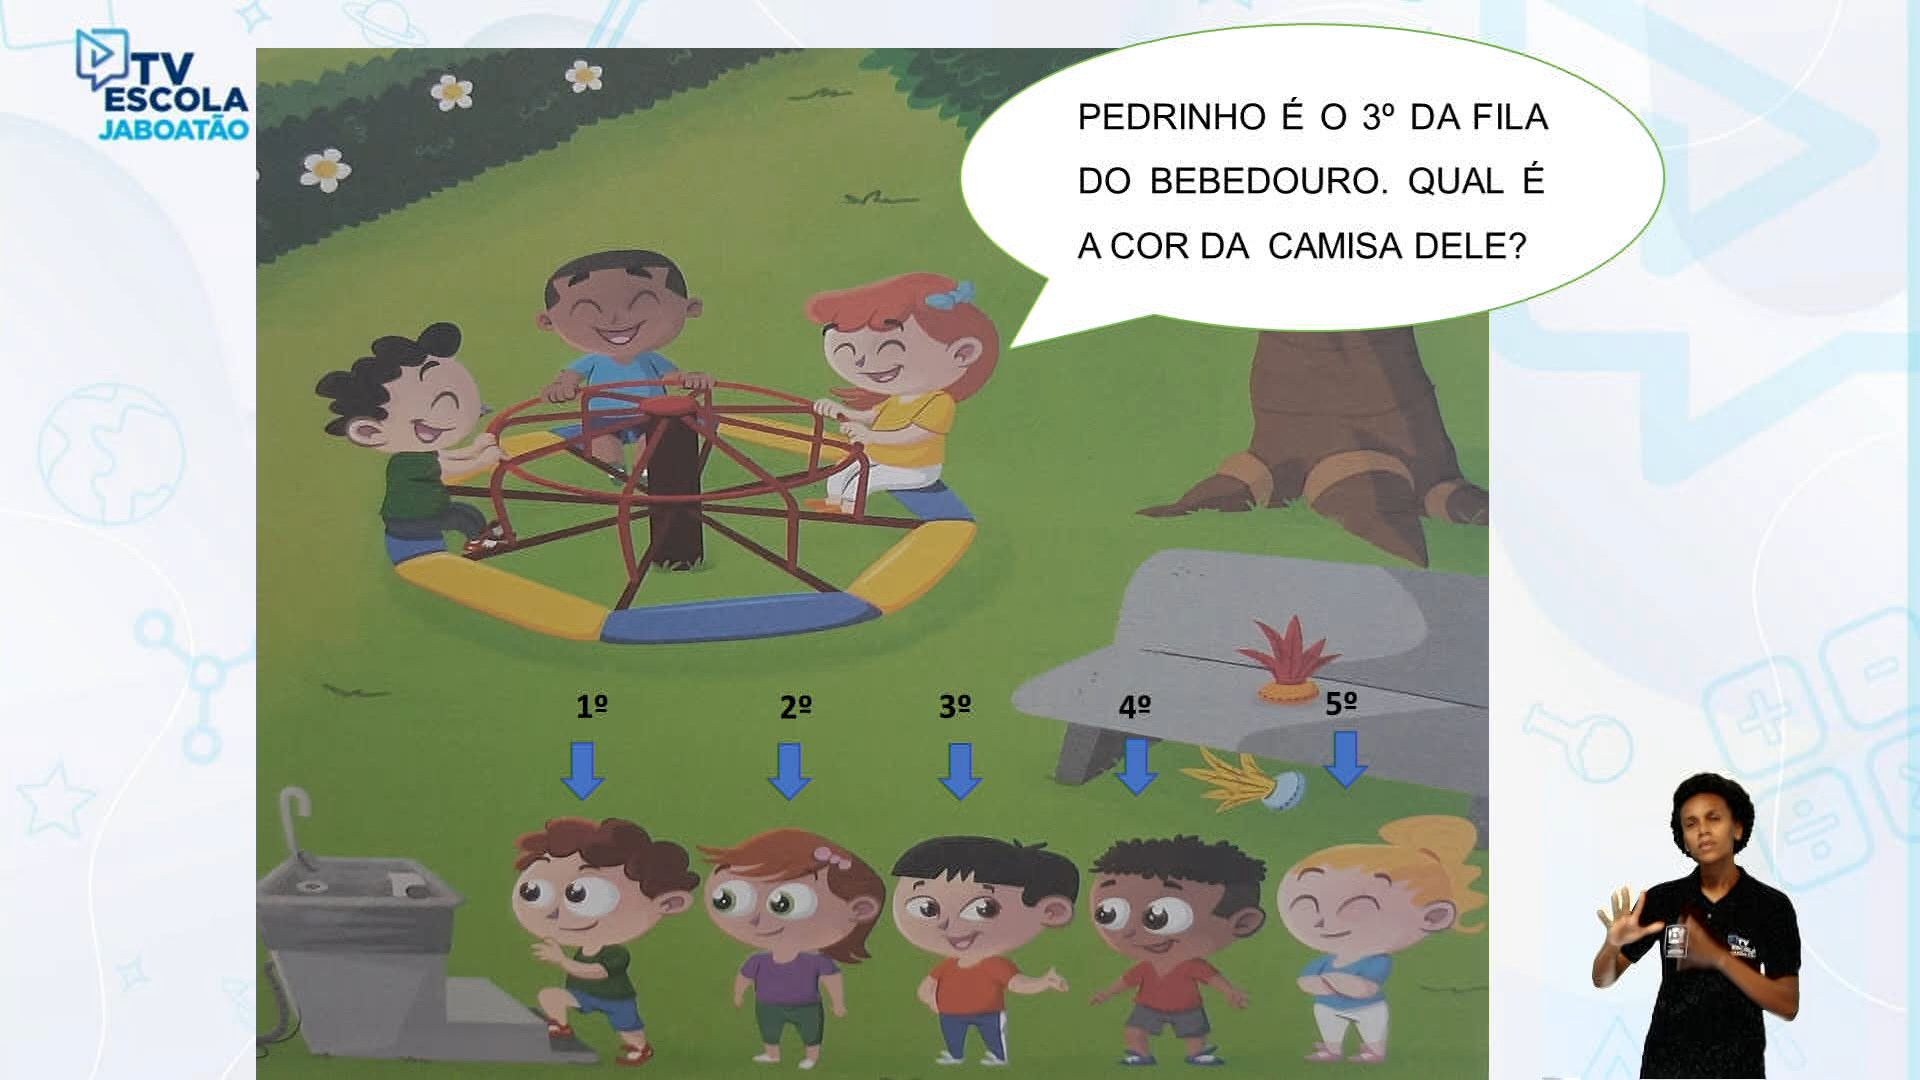 TV
ESCOLA
JABOATÃO
PEDRINHO É O 3º DA FILA
DO BEBEDOURO. QUAL É
A COR DA CAMISA DELE?
1º
2º
3º
4º
5º